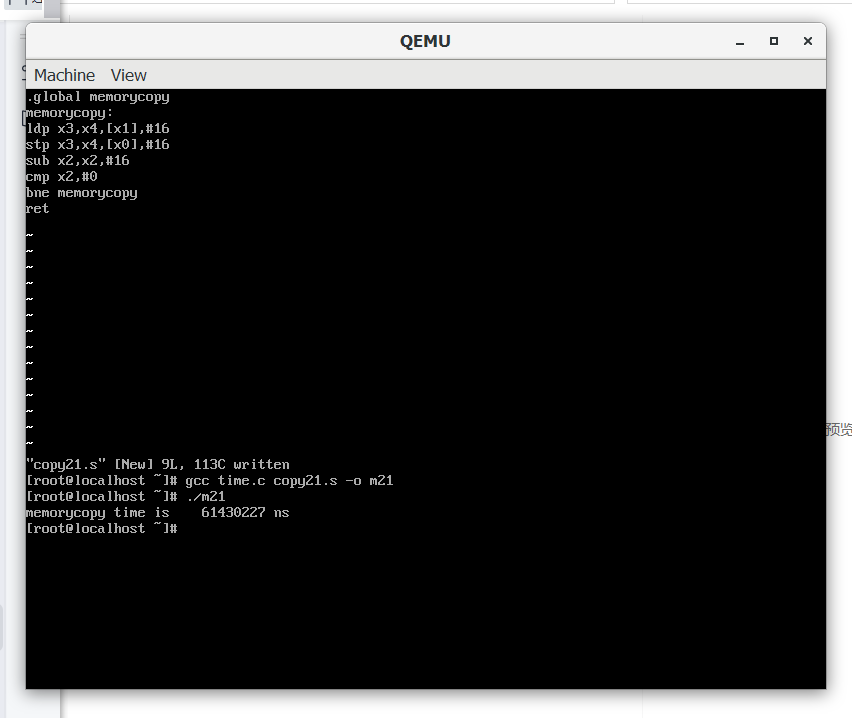 QEMU
Machine View
.global memorycopy
memorycopy:
ldp x3,x4,[x1],#16
stp x3,x4,[x0],#16
sub x2,x2,#16
cmp x2,#0
bne memorycopy
ret
~
~
~
~
~
~
~
~
~
~
~
~
~
~
"copy21.s" [New] 9L, 113C written
[root@localhost ~]# gcc time.c copy21.s -o m21
[root@localhost ~]# ./m21
memorycopy time is    61430227 ns
[root@localhost ~]#
预览